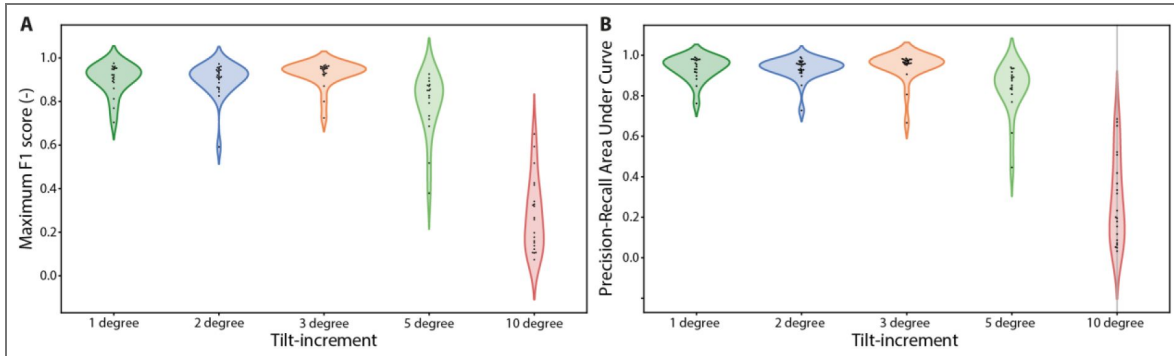 A
Maximum F1 score (-)
1.0
0.8
0.6
0.4
0.2
0.0
1 degree 2 degree 3 degree 5 degree 10 degree
Tilt-increment
B
Precision-Recall Area Under Curve
1.0
0.8
0.6
0.4
0.2
0.0
1 degree 2 degree 3 degree 5 degree 10 degree
Tilt-increment